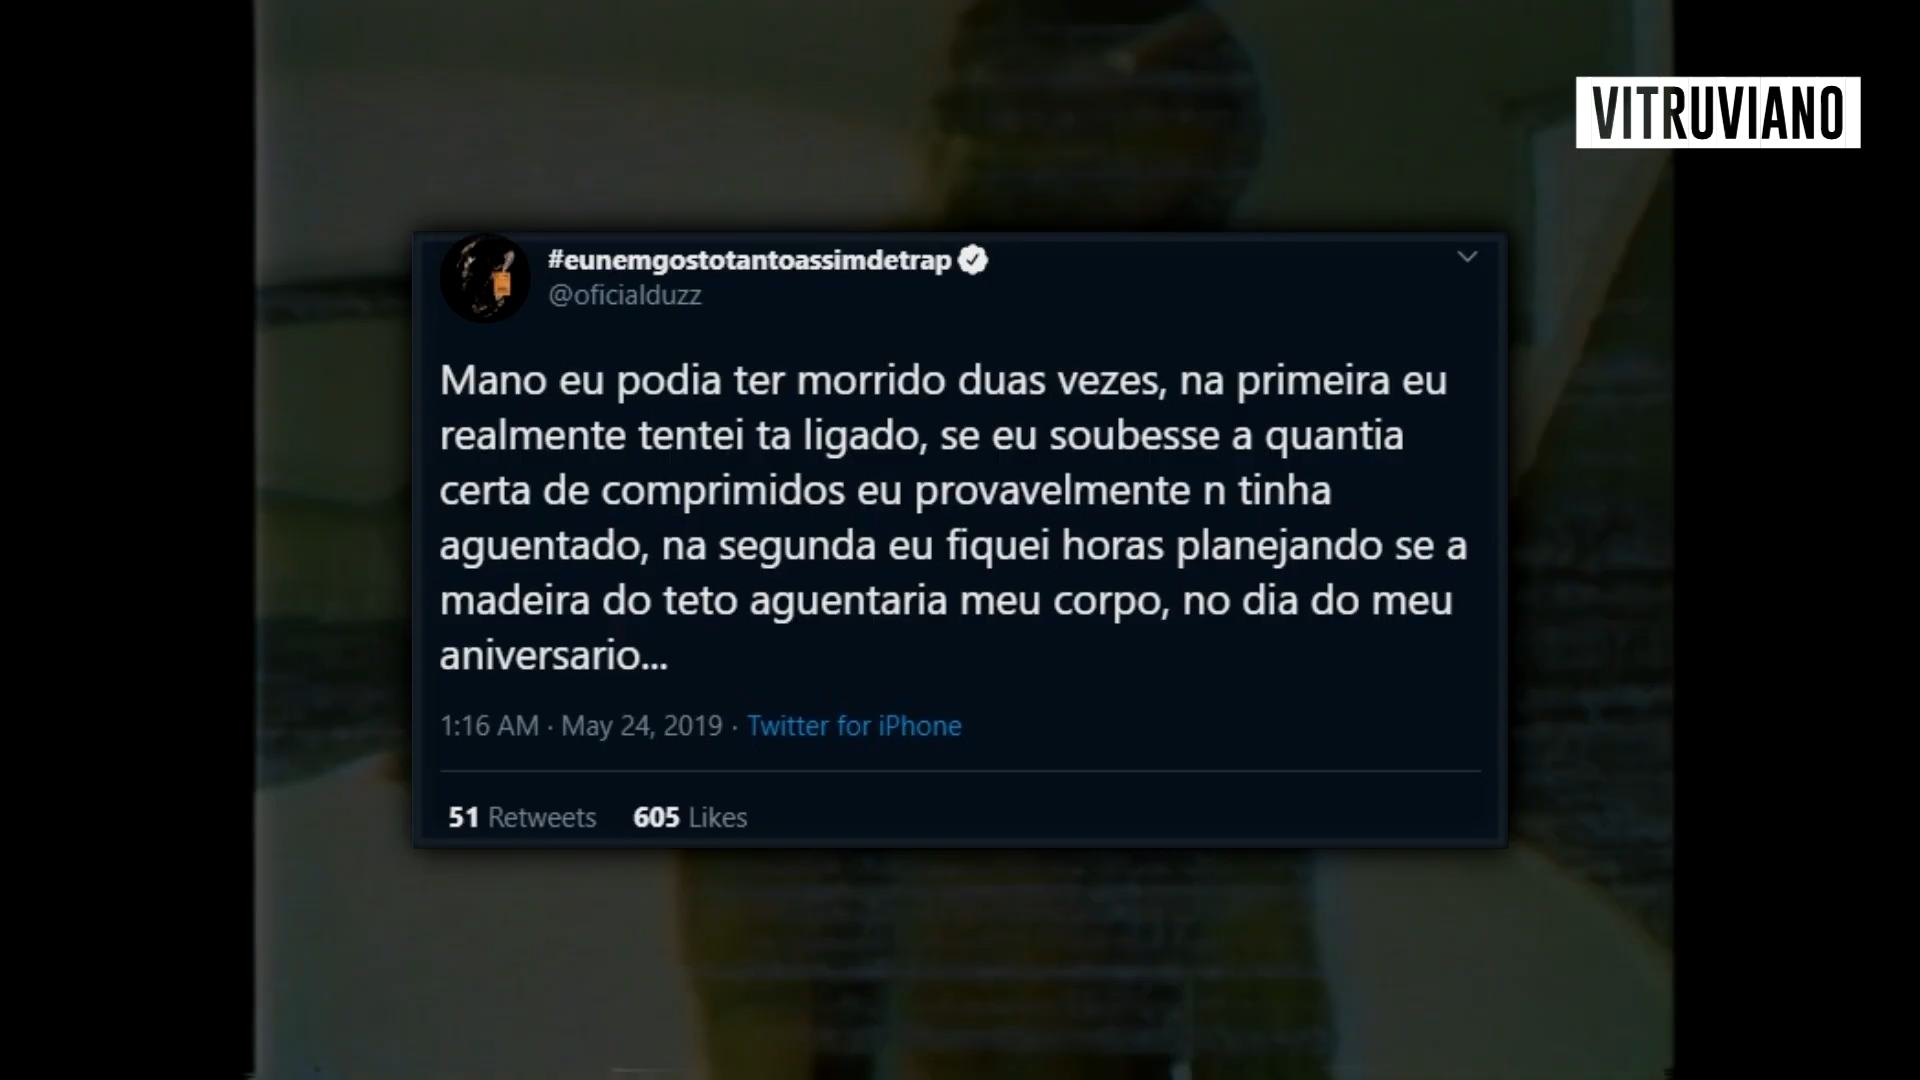 VITRUVIANO
#eunemgostotantoassimdetrap
@oficialduzz
Mano eu podia ter morrido duas vezes, na primeira eu
realmente tentei ta ligado, se eu soubesse a quantia
certa de comprimidos eu provavelmente n tinha
aguentado, na segunda eu fiquei horas planejando se a
madeira do teto aguentaria meu corpo, no dia do meu
aniversario...
1:16 AM · May 24, 2019 · Twitter for iPhone
51 Retweets 605 Likes